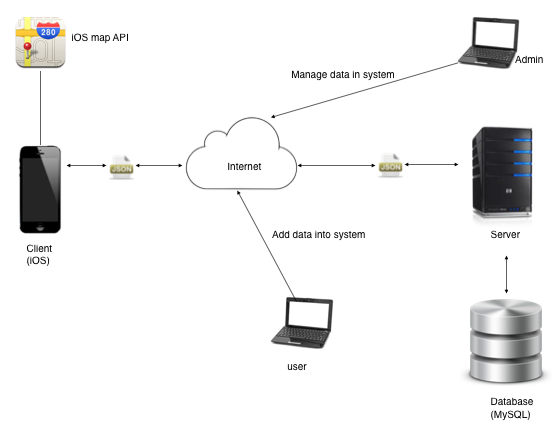 280
iOS map API
Admin
Manage data in system
JSON
Internet
JSON
Client
(iOS)
Add data into system
Server
user
Database
(MySQL)